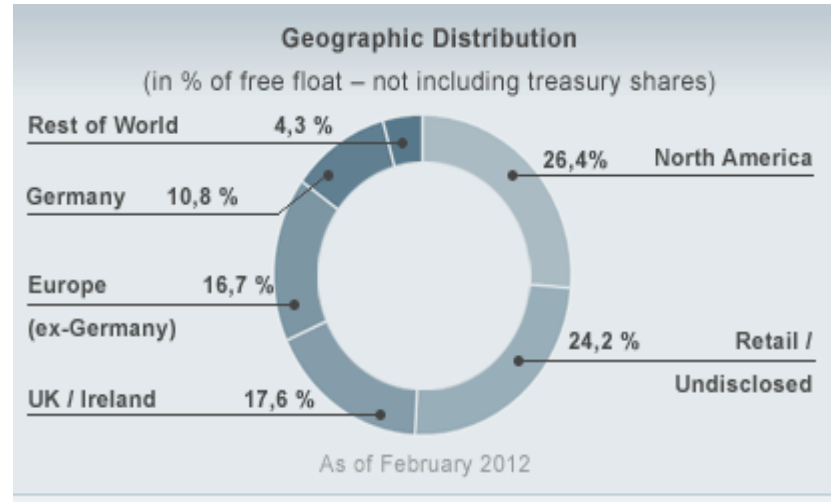 Geographic Distribution
(in % of free float – not including treasury shares)
Rest of World 4,3 %
26,4% North America
Germany 10,8 %
Europe 16,7 %
(ex-Germany)
24,2 % Retail /
Undisclosed
UK / Ireland 17,6 %
As of February 2012